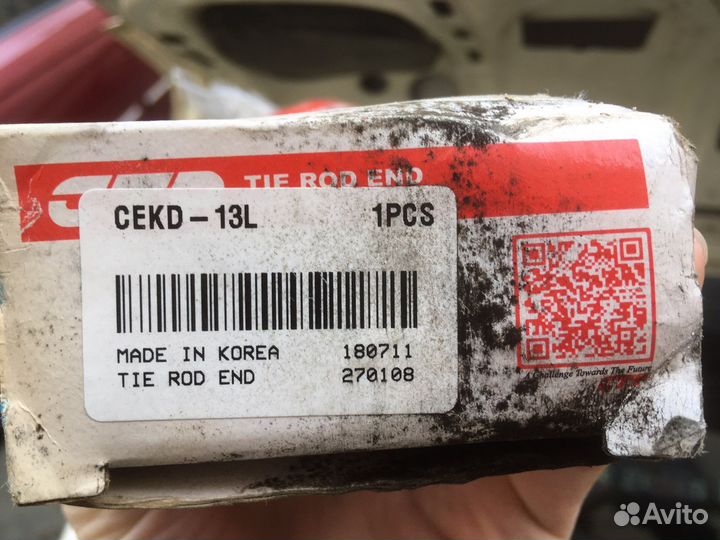 TIE ROD END
CEKD-13L 1PCS
MADE IN KOREA 180711
TIE ROD END 270108
A Challenge Towards The Future
Avito